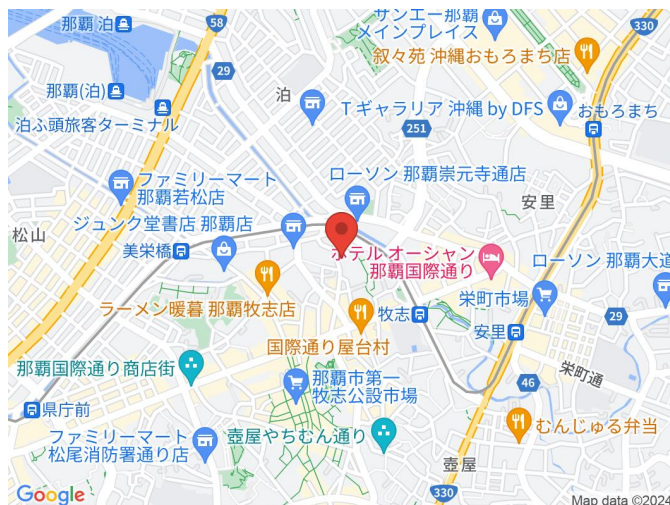 那覇 泊
58
サンエー那覇
メインプレイス
330
叙々苑 沖縄おもろまち店
29
那覇(泊)
泊
泊ふ頭旅客ターミナル
Tギャラリア 沖縄 by DFS
おもろまち
251
ファミリーマート
那覇若松店
ローソン 那覇崇元寺通店
安里
松山
ジュンク堂書店 那覇店
美栄橋
ホテル オーシャン
那覇国際通り
ローソン 那覇大道
ラーメン暖暮 那覇牧志店
栄町市場
牧志
29
国際通り屋台村
安里
那覇国際通り商店街
栄町通
那覇市第一
牧志公設市場
46
県庁前
ファミリーマート
松尾消防署通り店
壺屋やちむん通り
むんじゅる弁当
壺屋
330
Google
Map data ©2024